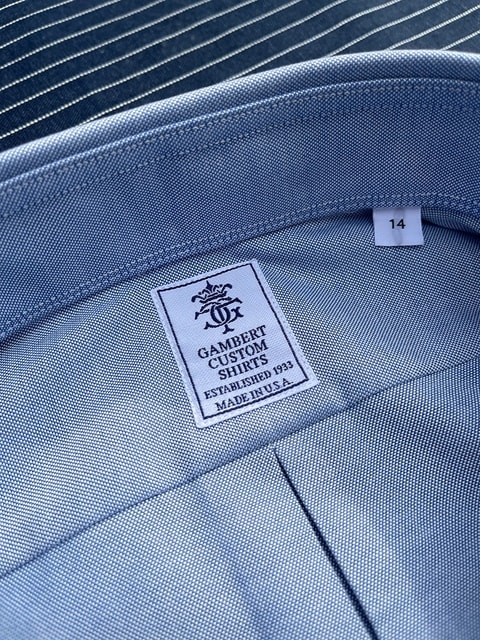 14
GAMBERT
CUSTOM
SHIRTS
ESTABLISHED 1933
MADE IN U.S.A.